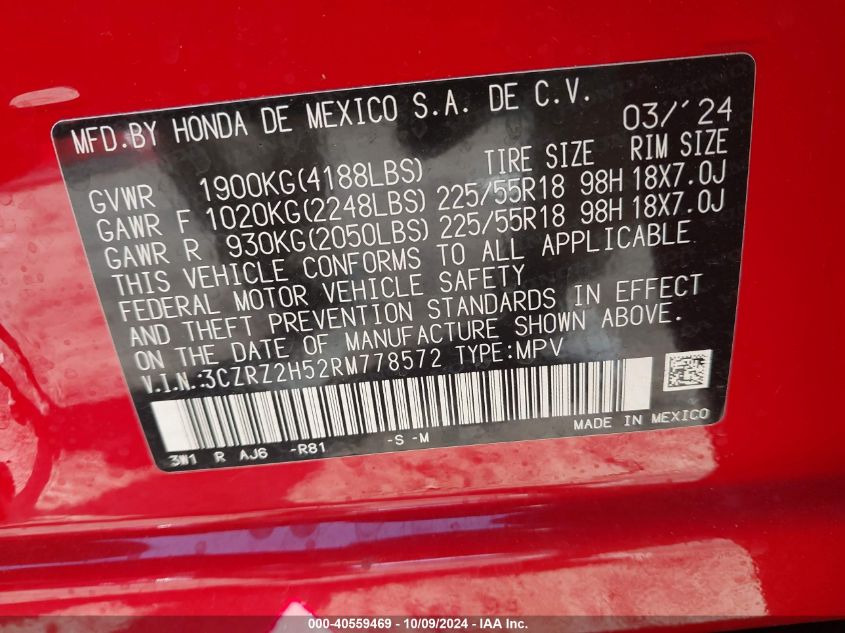 MFD.BY HONDA DE MEXICO S.A. DE C.V. 03/'24
TIRE SIZE RIM SIZE
GVWR 1900KG(4188LBS)
GAWR F 1020KG(2248LBS) 225/55R18 98H 18X7.0J
GAWR R 930KG(2050LBS) 225/55R18 98H 18X7.0J
THIS VEHICLE CONFORMS TO ALL APPLICABLE
FEDERAL MOTOR VEHICLE SAFETY
AND THEFT PREVENTION STANDARDS IN EFFECT
ON THE DATE OF MANUFACTURE SHOWN ABOVE.
V.I.N.:3CZRZ2H52RM778572 TYPE:MPV
3W1 R AJ6 -R81 -S -M MADE IN MEXICO
000-40559469 - 10/09/2024 - IAA Inc.